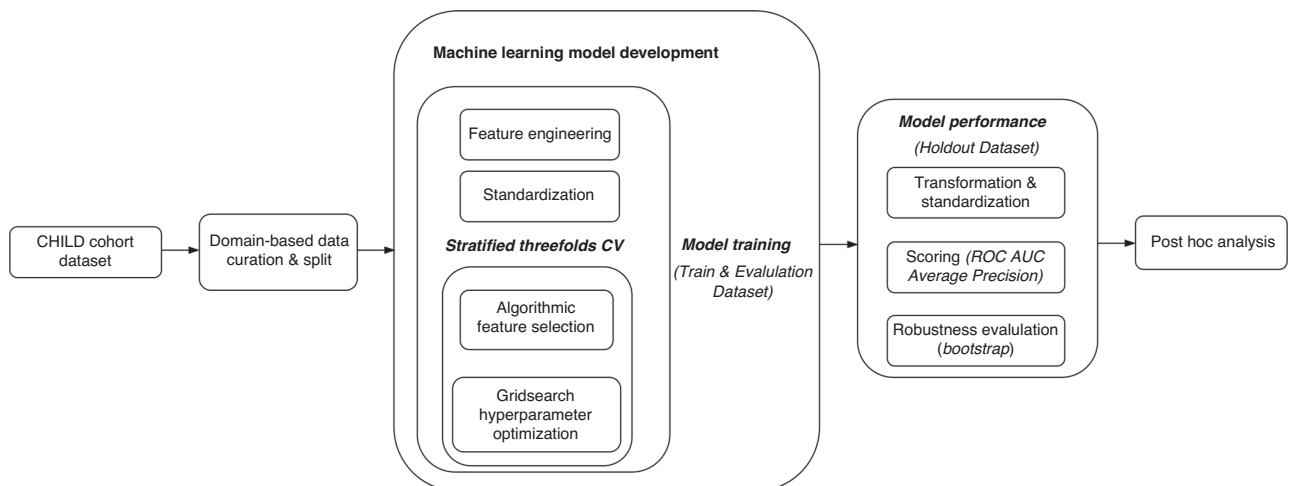 Machine learning model development
Feature engineering
Standardization
Stratified threefolds CV
Algorithmic
feature selection
Gridsearch
hyperparameter
optimization
Model training
(Train & Evalulation
Dataset)
CHILD cohort
dataset
Domain-based data
curation & split
Model performance
(Holdout Dataset)
Transformation &
standardization
Scoring (ROC AUC
Average Precision)
Robustness evalulation
(bootstrap)
Post hoc analysis